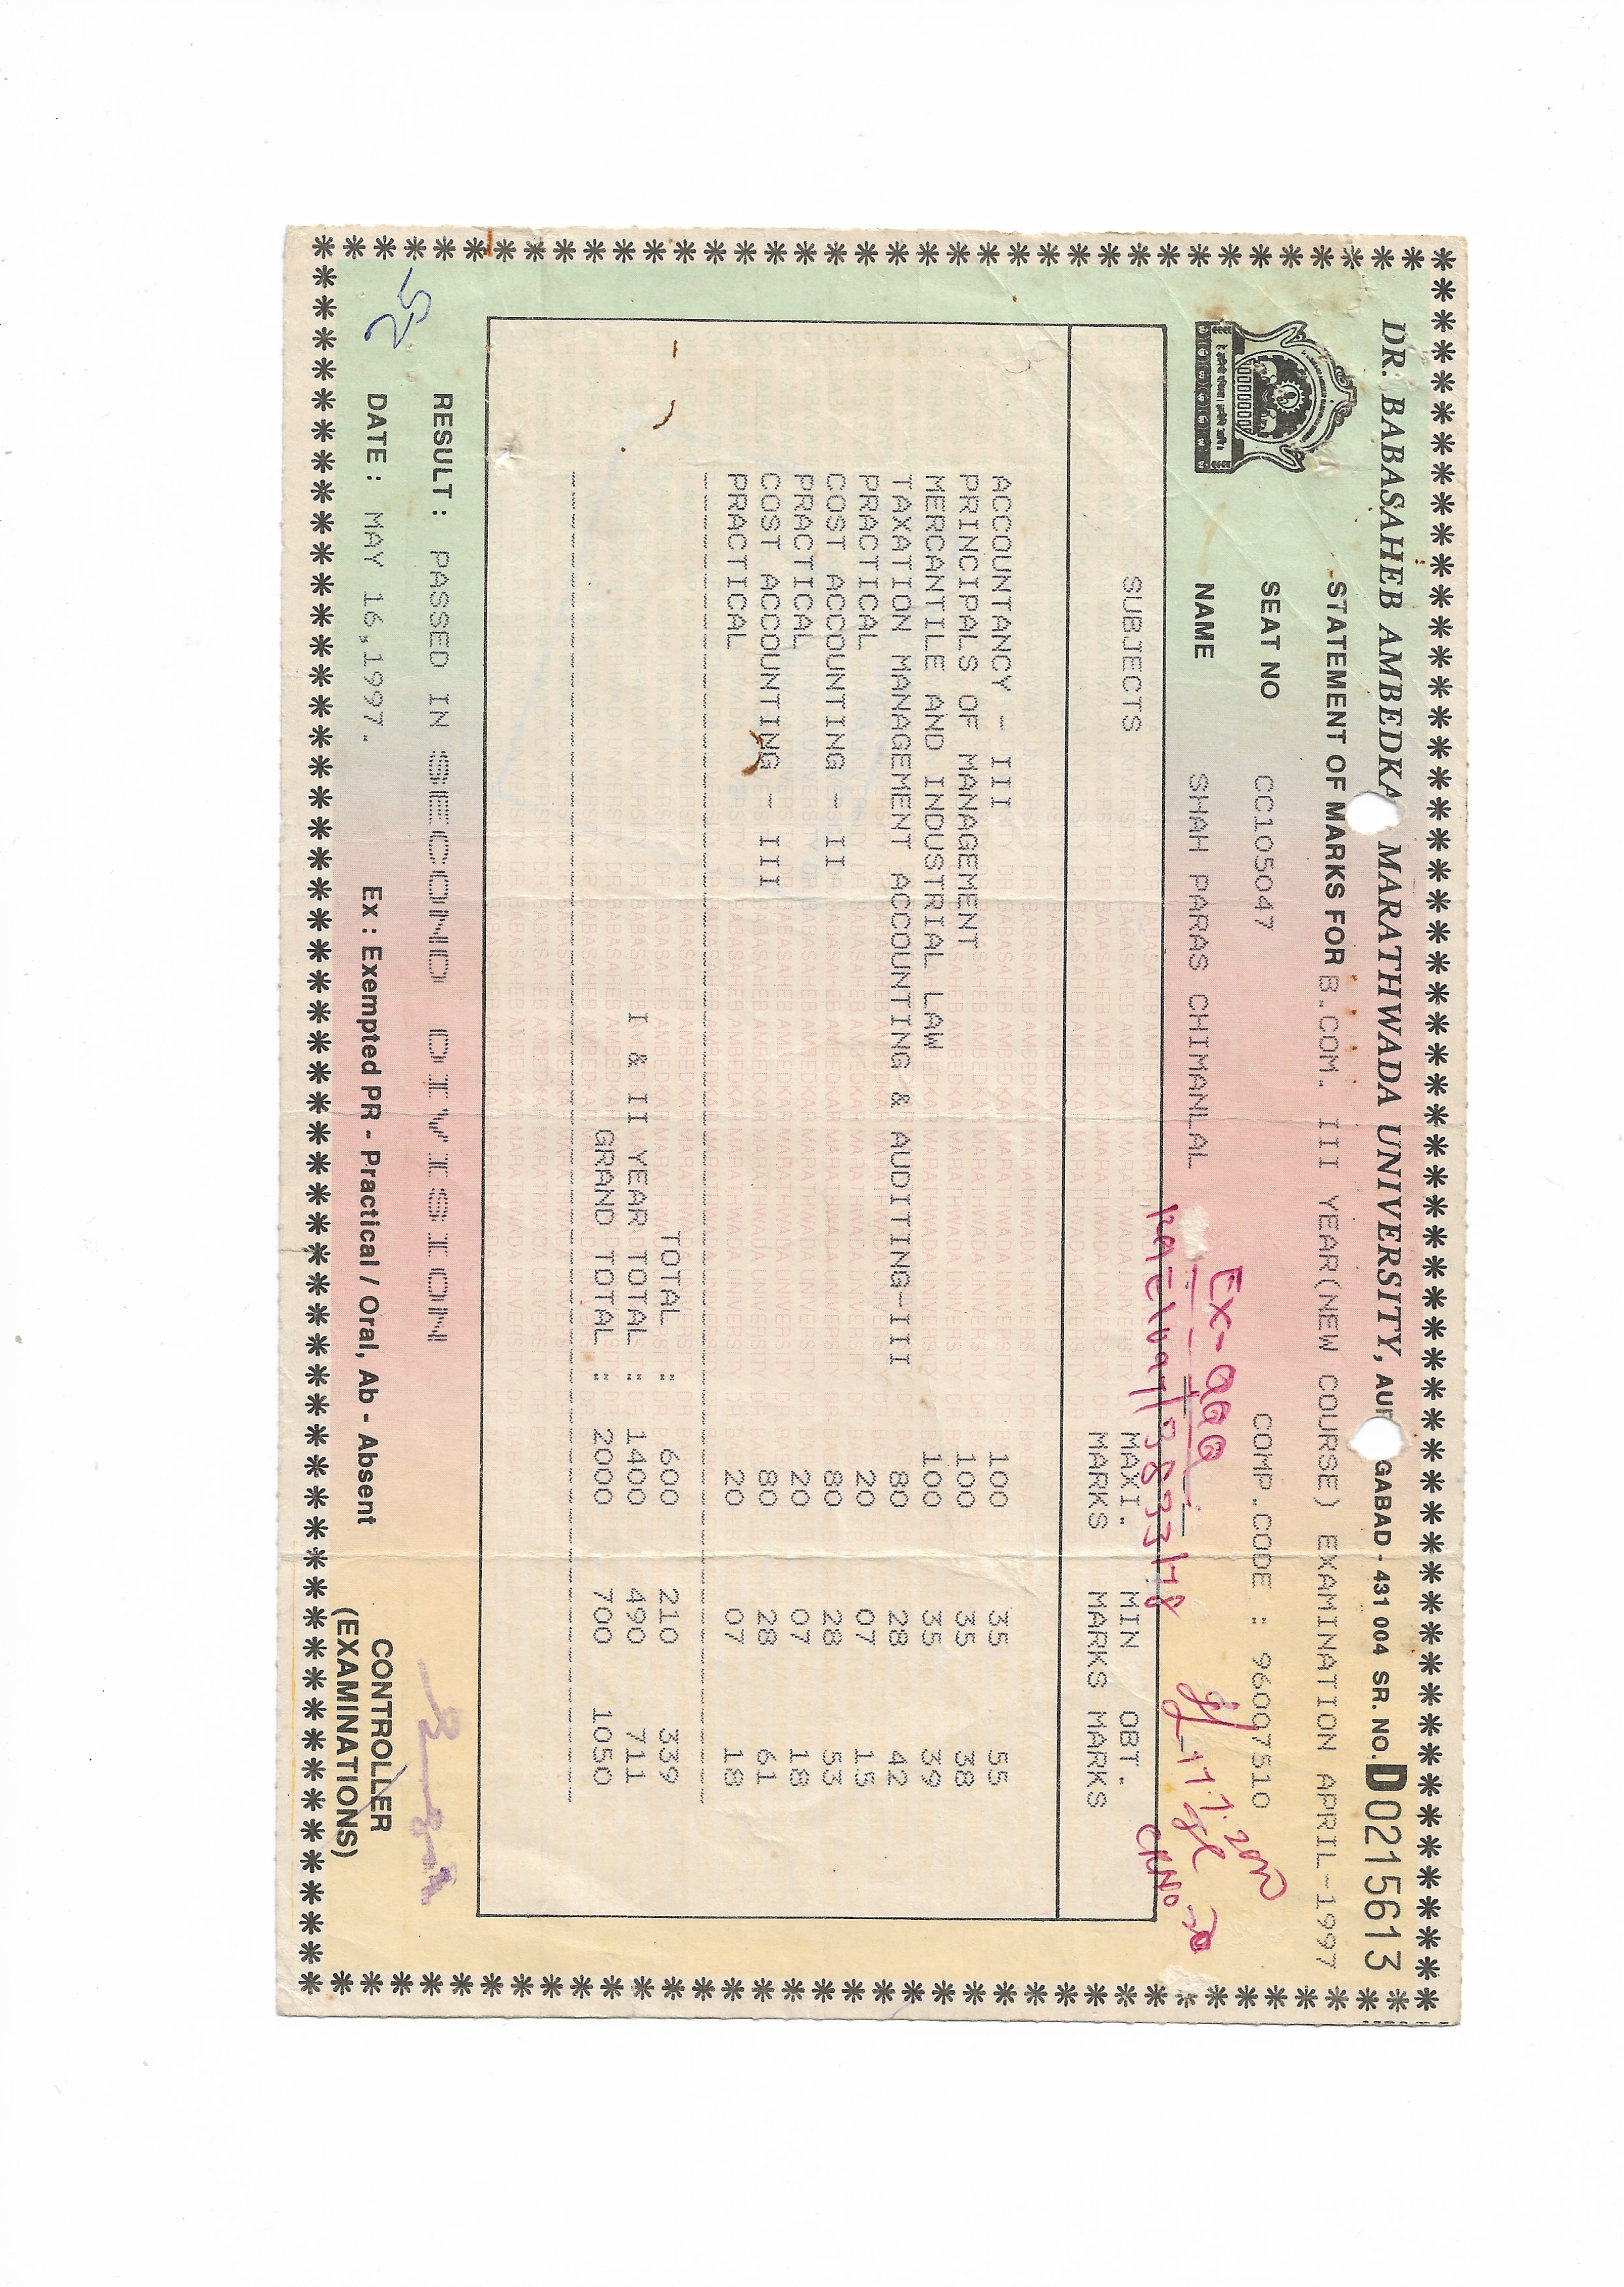 DR. BABASAHEB AMBEDKA MARATHWADA UNIVERSITY, AUR GABAD - 431 004 SR. NO. D0215613
STATEMENT OF MARKS FOR B.COM. III YEAR(NEW COURSE) EXAMINATION APRIL-1997
SEAT NO CC105047 COMP.CODE : 96007510
NAME SHAH PARAS CHIMANLAL
SUBJECTS MAXI. MIN OBT.
MARKS MARKS MARKS
ACCOUNTANCY - III 100 35 55
PRINCIPALS OF MANAGEMENT 100 35 38
MERCANTILE AND INDUSTRIAL LAW 100 35 39
TAXATION MANAGEMENT ACCOUNTING & AUDITING-III 80 28 42
PRACTICAL 20 07 15
COST ACCOUNTING - II 80 28 53
PRACTICAL 20 07 18
COST ACCOUNTING - III 80 28 61
PRACTICAL 20 07 18
TOTAL : 600 210 339
I & II YEAR TOTAL : 1400 490 711
GRAND TOTAL : 2000 700 1050
RESULT : PASSED IN SECOND DIVISION
DATE : MAY 16,1997.
Ex : Exempted PR - Practical / Oral, Ab - Absent
CONTROLLER
(EXAMINATIONS)